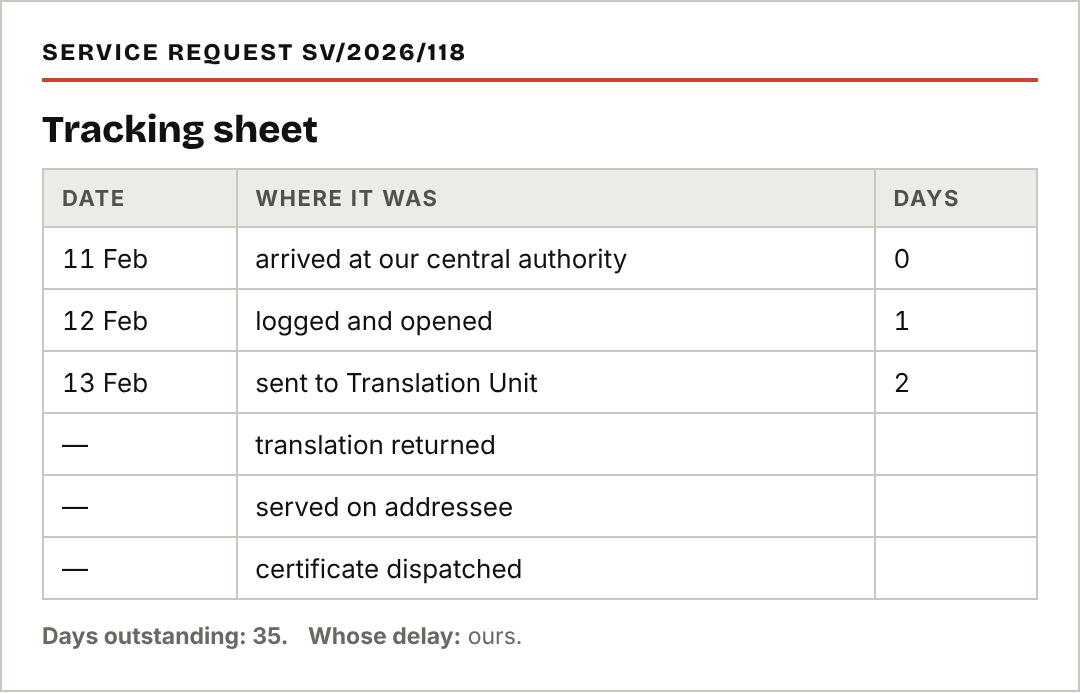 SERVICE REQUEST SV/2026/118
Tracking sheet
DATE WHERE IT WAS DAYS
11 Feb arrived at our central authority 0
12 Feb logged and opened 1
13 Feb sent to Translation Unit 2
— translation returned
— served on addressee
— certificate dispatched
Days outstanding: 35. Whose delay: ours.